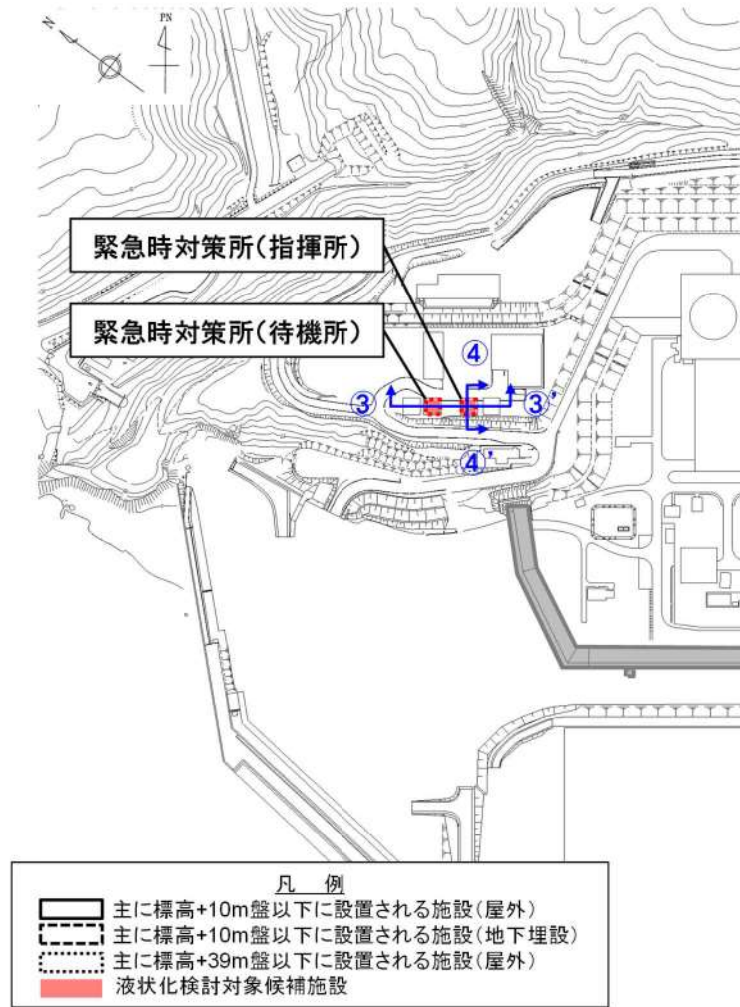 N
PN
緊急時対策所(指揮所)
緊急時対策所(待機所)
④
③
③'
④'
凡 例
主に標高+10m盤以下に設置される施設(屋外)
主に標高+10m盤以下に設置される施設(地下埋設)
主に標高+39m盤以下に設置される施設(屋外)
液状化検討対象候補施設